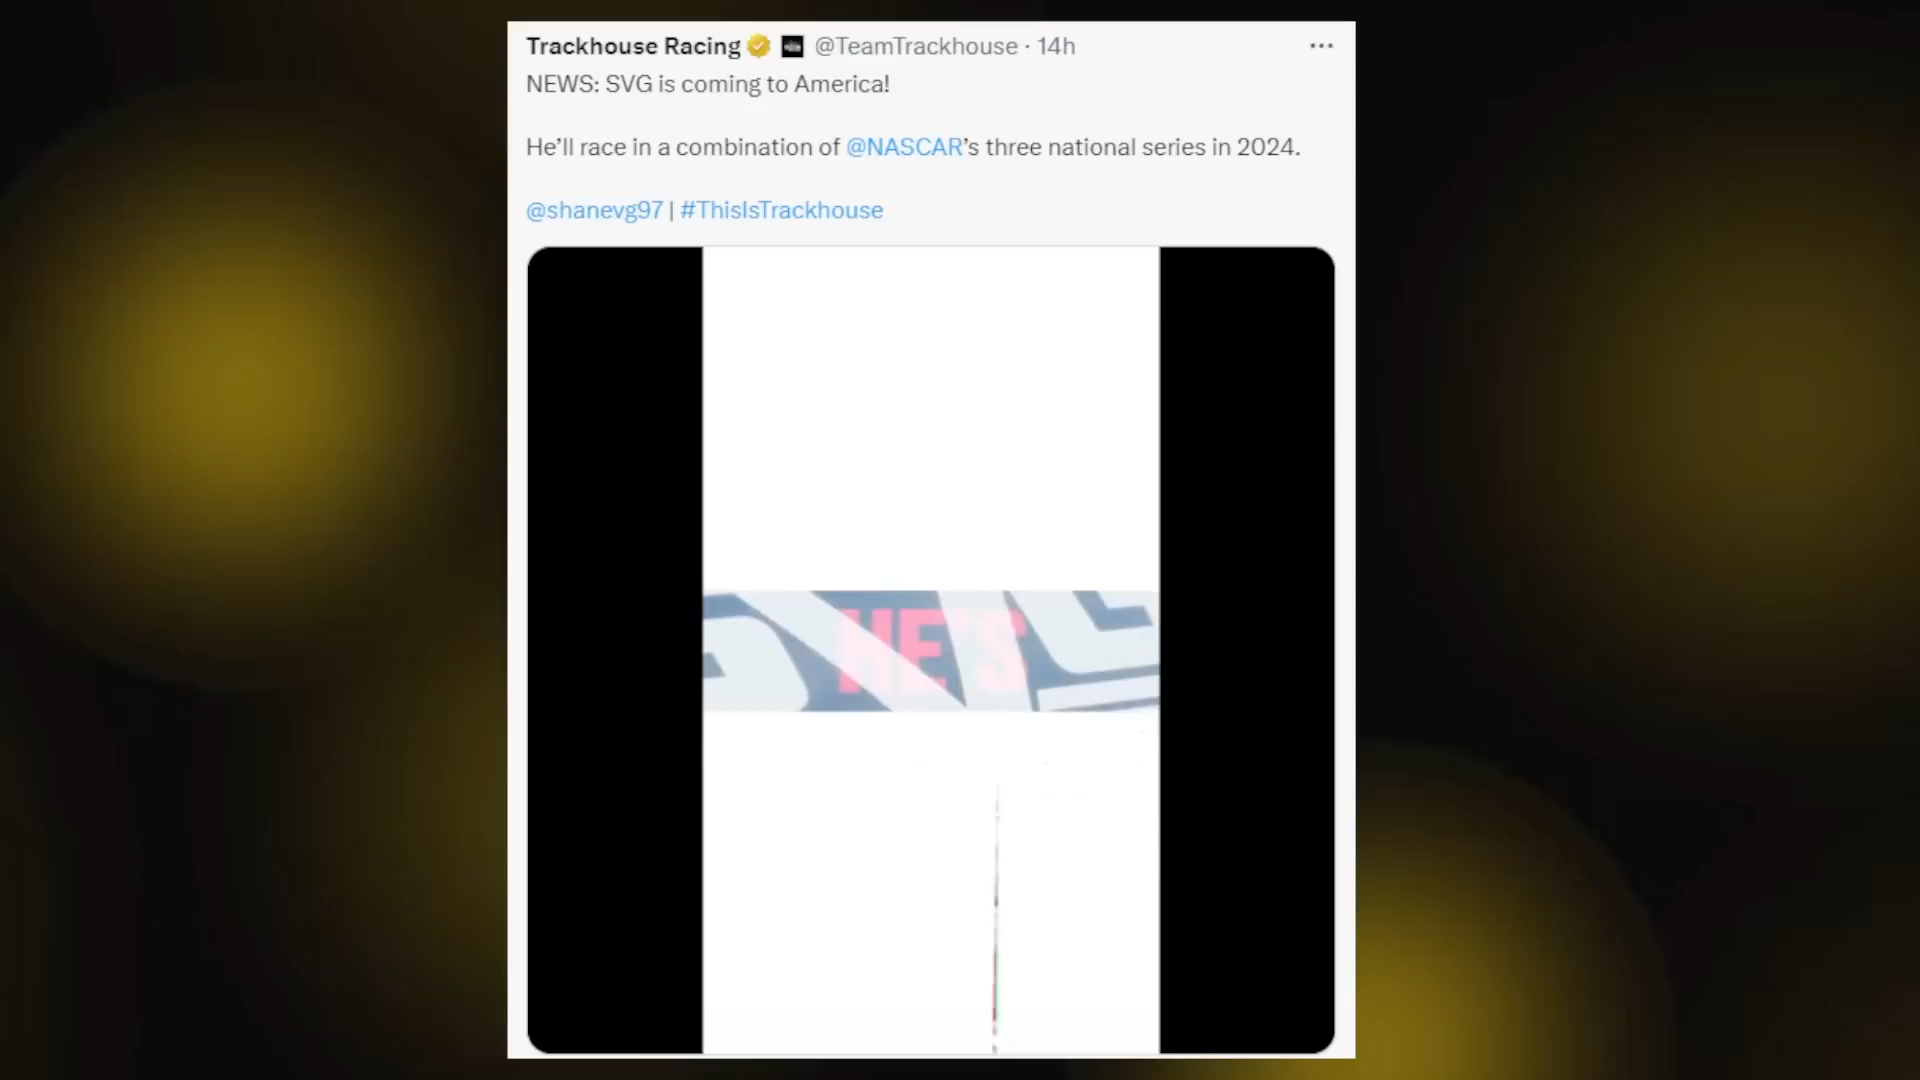 Trackhouse Racing @TeamTrackhouse · 14h
NEWS: SVG is coming to America!
He’ll race in a combination of @NASCAR’s three national series in 2024.
@shanevg97 | #ThisIsTrackhouse
HE'S